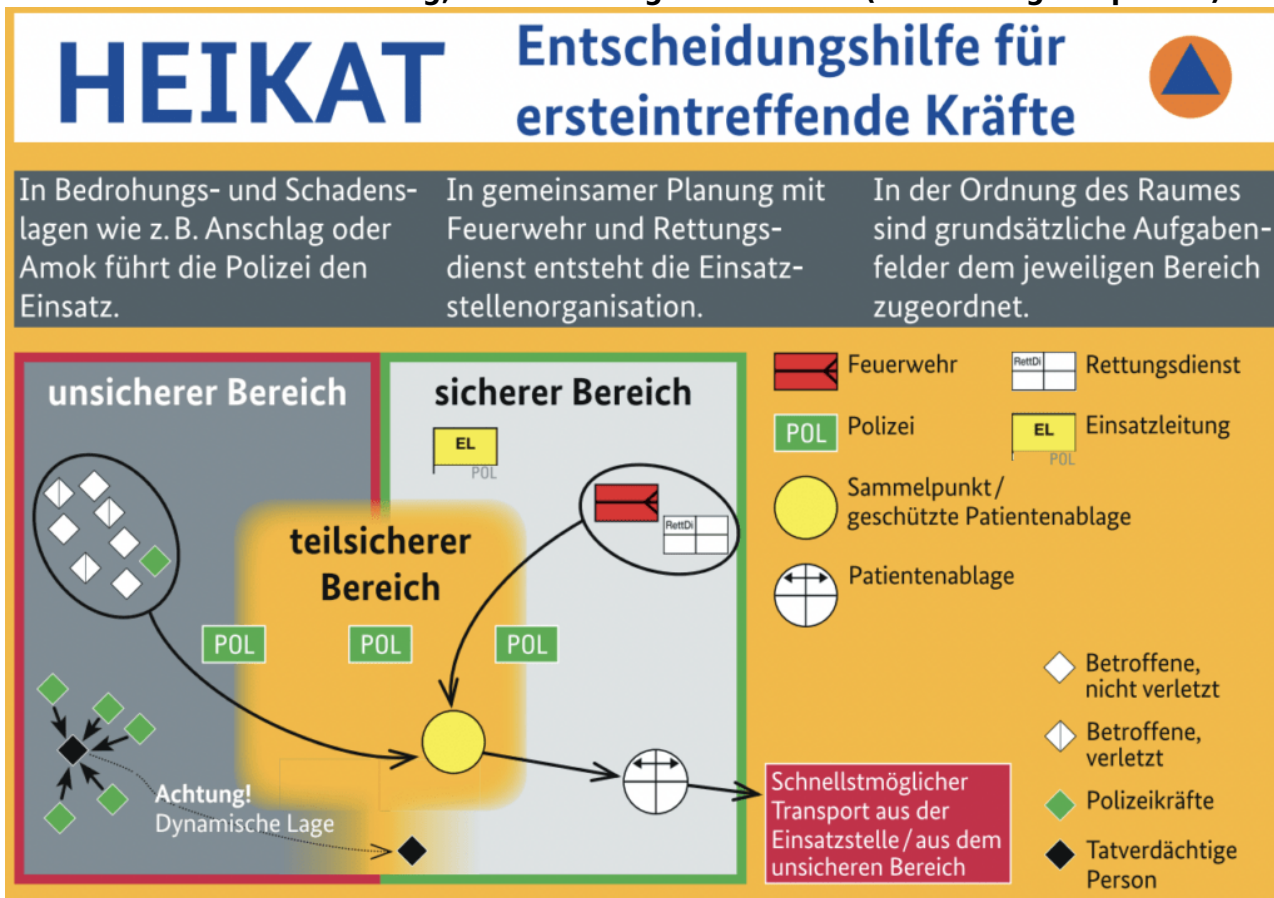 HEIKAT
Entscheidungshilfe für
ersteintreffende Kräfte
In Bedrohungs- und Schadens-
lagen wie z. B. Anschlag oder
Amok führt die Polizei den
Einsatz.
In gemeinsamer Planung mit
Feuerwehr und Rettungs-
dienst entsteht die Einsatz-
stellenorganisation.
In der Ordnung des Raumes
sind grundsätzliche Aufgaben-
felder dem jeweiligen Bereich
zugeordnet.
unsicherer Bereich
sicherer Bereich
EL
POL
RettDi
teilsicherer
Bereich
POL
POL
POL
Achtung!
Dynamische Lage
Feuerwehr
RettDi
Rettungsdienst
POL
Polizei
EL
POL
Einsatzleitung
Sammelpunkt/
geschützte Patientenablage
Patientenablage
Schnellstmöglicher
Transport aus der
Einsatzstelle / aus dem
unsicheren Bereich
Betroffene,
nicht verletzt
Betroffene,
verletzt
Polizeikräfte
Tatverdächtige
Person